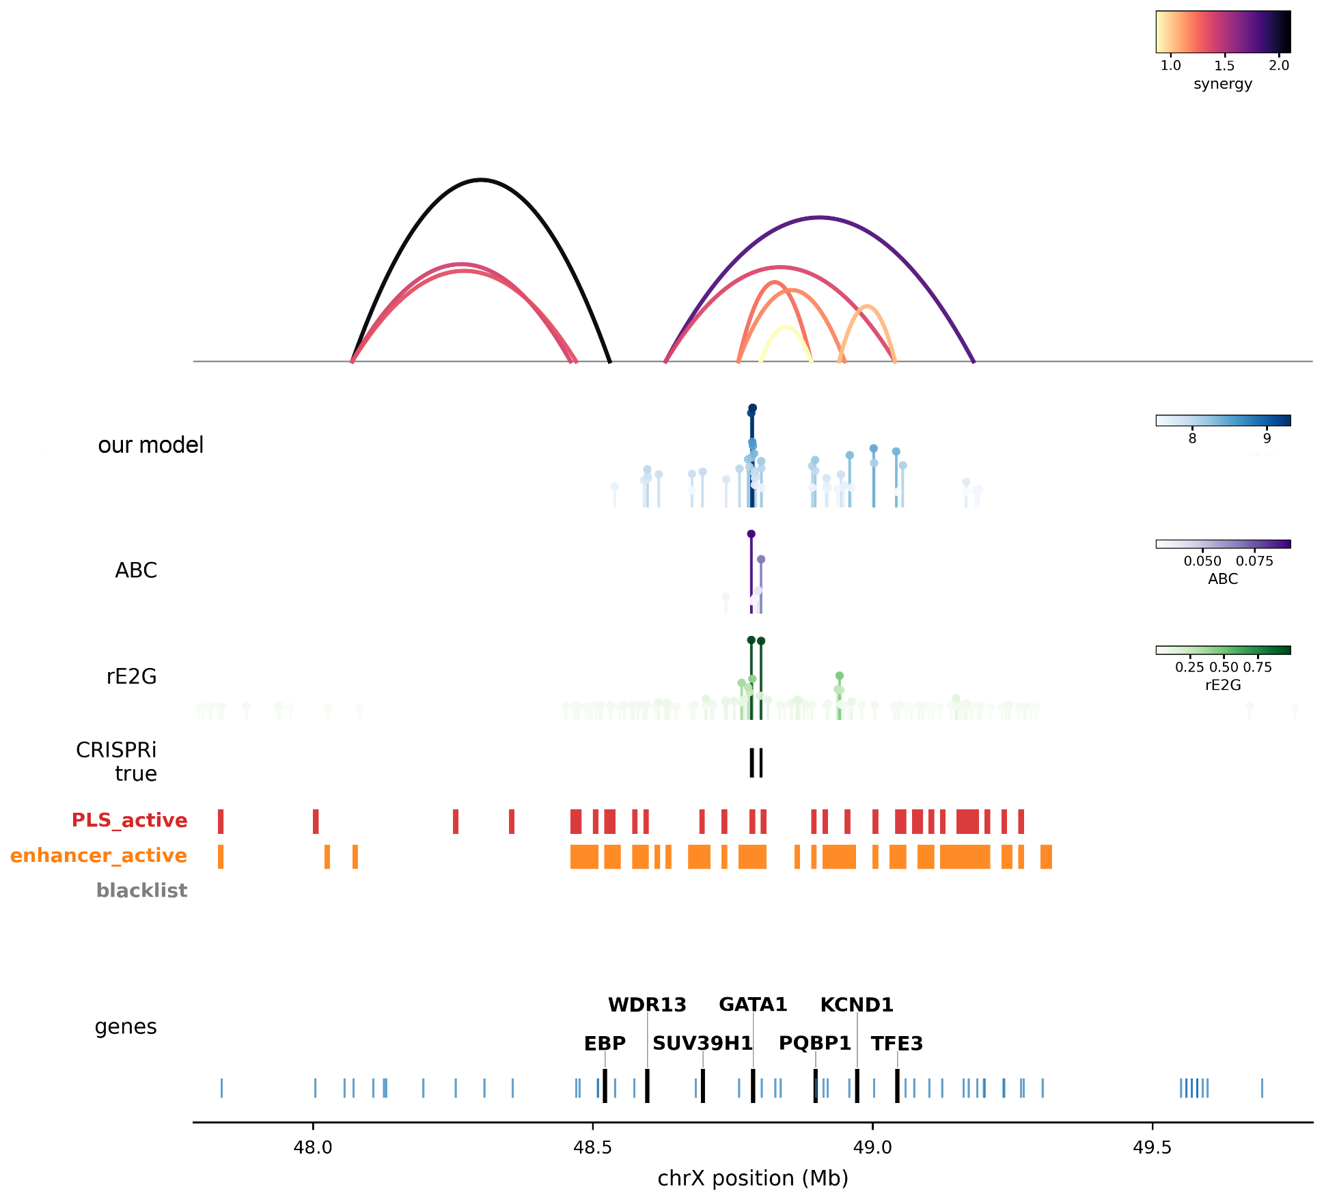 1.0 1.5 2.0
synergy
our model
8 9
ABC
0.050 0.075
ABC
rE2G
0.25 0.50 0.75
rE2G
CRISPRi
true
PLS_active
enhancer_active
blacklist
genes
WDR13 GATA1 KCND1
EBP SUV39H1 PQBP1 TFE3
48.0 48.5 49.0 49.5
chrX position (Mb)